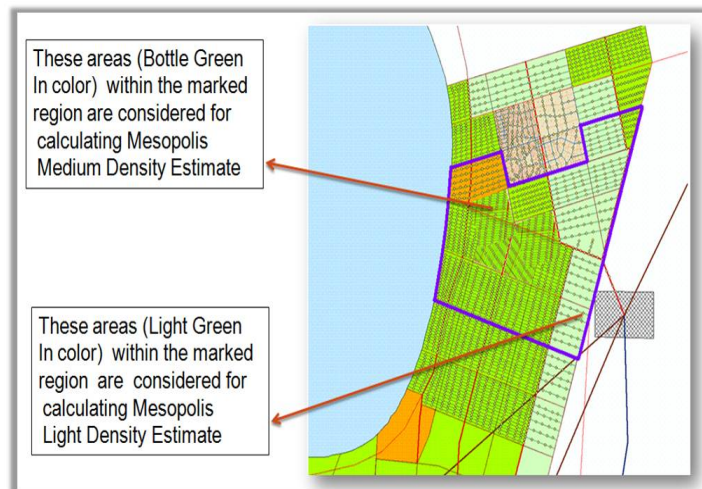 These areas (Bottle Green
In color) within the marked
region are considered for
calculating Mesopolis
Medium Density Estimate
These areas (Light Green
In color) within the marked
region are considered for
calculating Mesopolis
Light Density Estimate